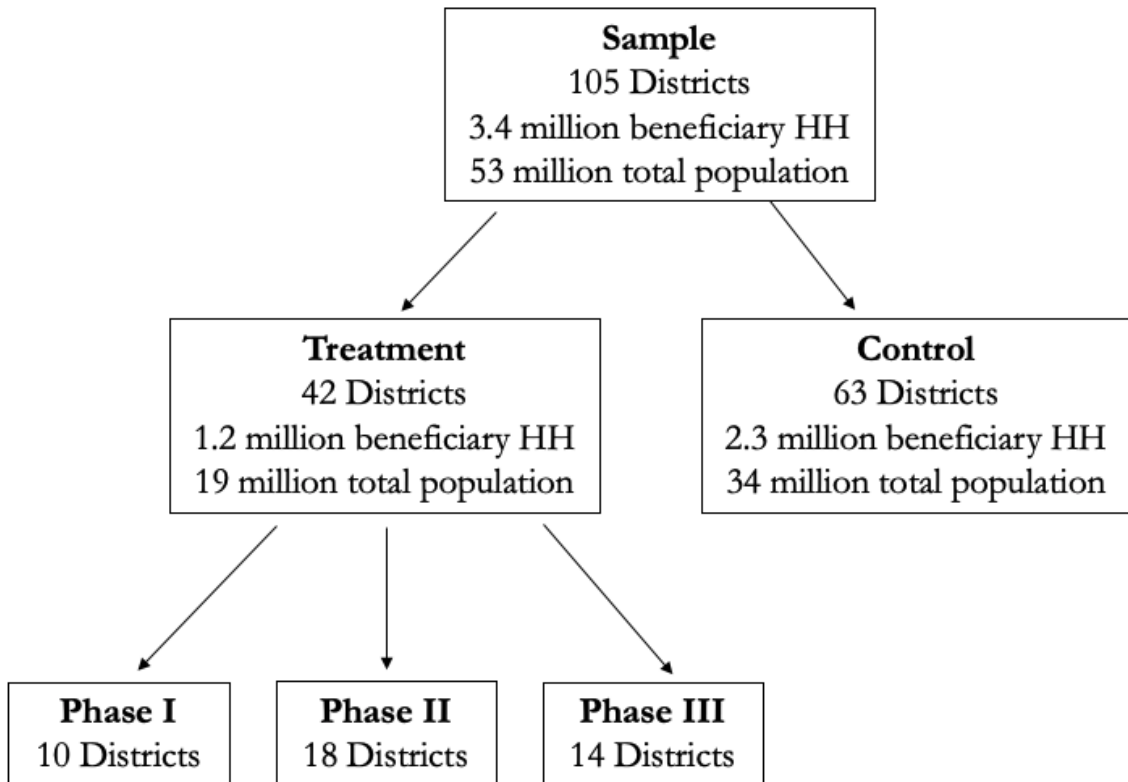 Sample
105 Districts
3.4 million beneficiary HH
53 million total population
Treatment
42 Districts
1.2 million beneficiary HH
19 million total population
Control
63 Districts
2.3 million beneficiary HH
34 million total population
Phase I
10 Districts
Phase II
18 Districts
Phase III
14 Districts